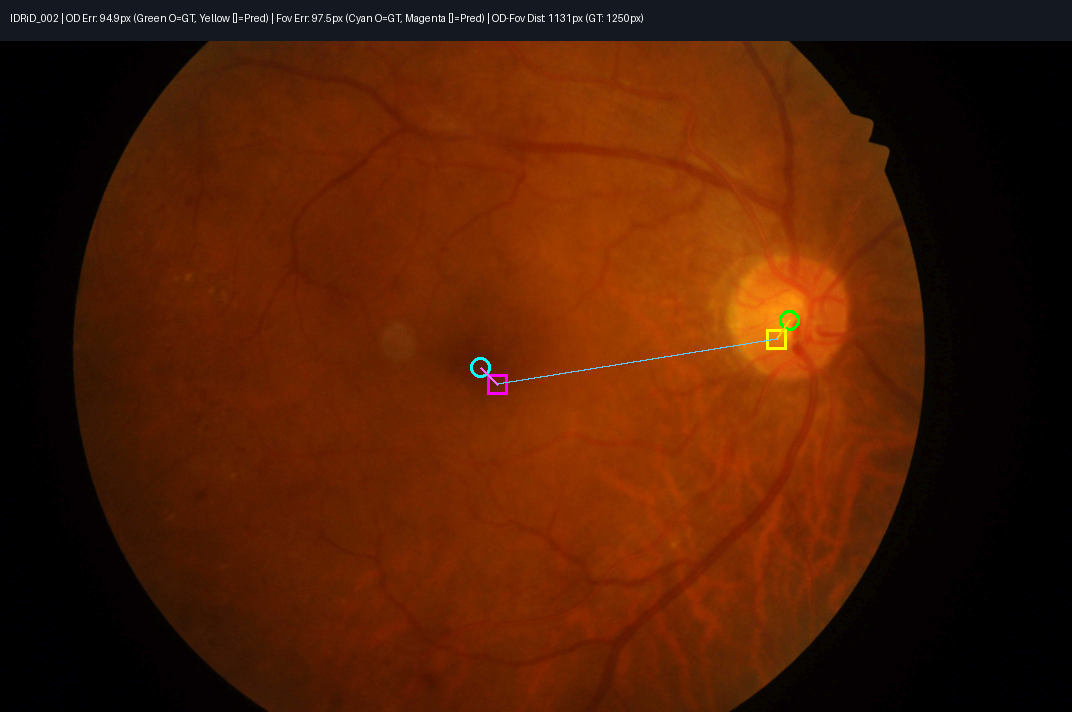 IDRiD_002 | OD Err: 94.9px (Green O=GT, Yellow []=Pred) | Fov Err: 97.5px (Cyan O=GT, Magenta []=Pred) | OD-Fov Dist: 1131px (GT: 1250px)